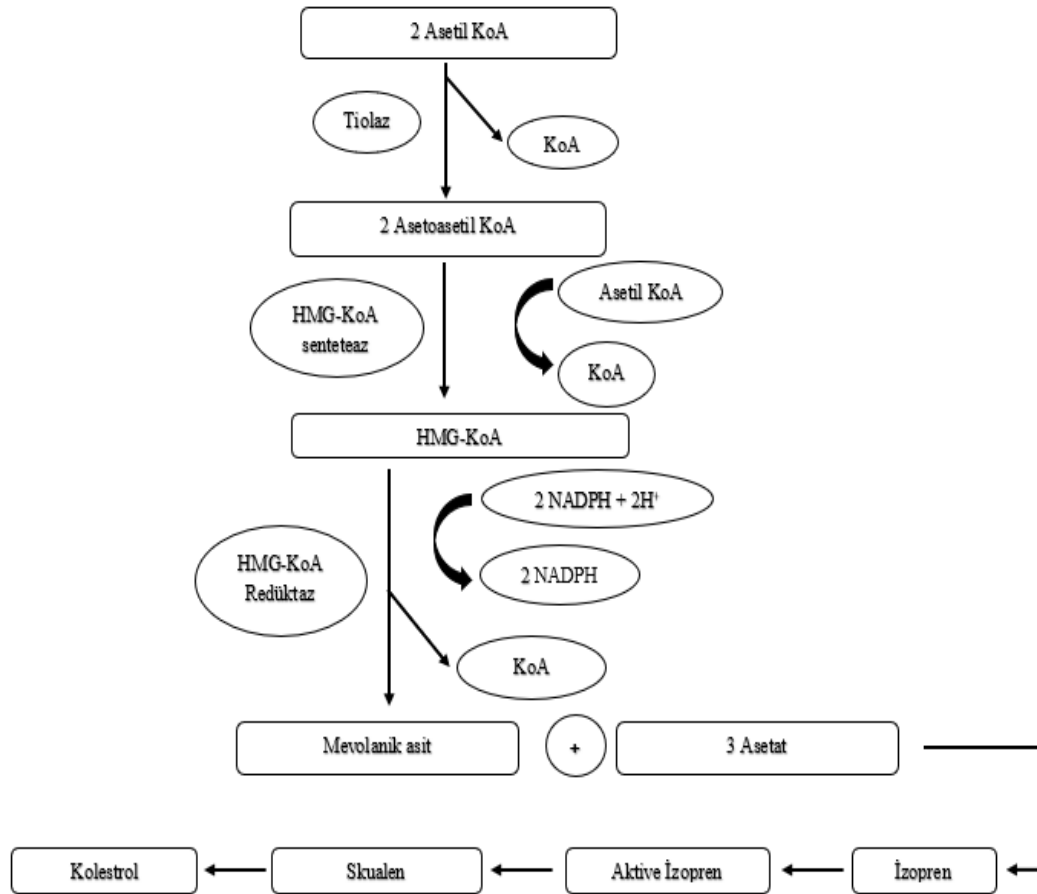 2 Asetil KoA
Tiolaz
KoA
2 Asetoasetil KoA
Asetil KoA
HMG-KoA
senteteaz
KoA
HMG-KoA
2 NADPH + 2H⁺
HMG-KoA
Redüktaz
2 NADPH
KoA
Mevolanik asit
+
3 Asetat
Kolestrol
Skualen
Aktive İzopren
İzopren